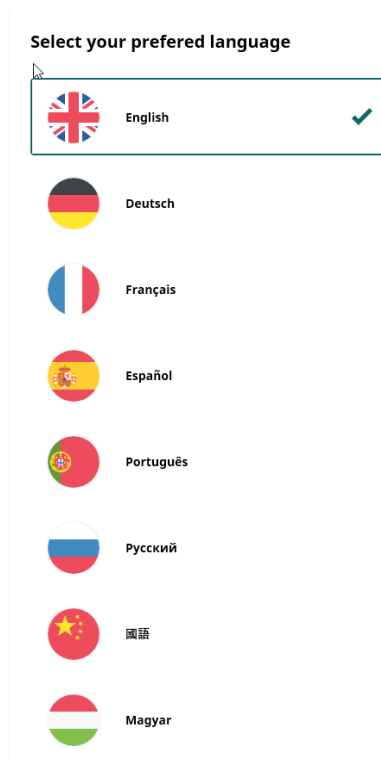 Select your prefered language
English
Deutsch
Français
Español
Português
Русский
國語
Magyar